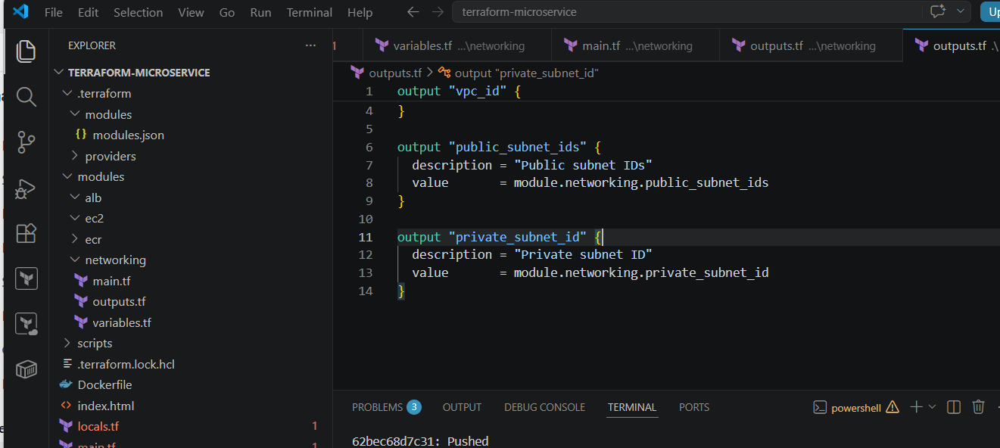 File Edit Selection View Go Run Terminal Help
terraform-microservice
Up
EXPLORER
TERRAFORM-MICROSERVICE
.terraform
modules
{} modules.json
providers
modules
alb
ec2
ecr
networking
main.tf
outputs.tf
variables.tf
scripts
.terraform.lock.hcl
Dockerfile
<> index.html
locals.tf 1
main.tf 1
1
variables.tf ...\networking
main.tf ...\networking
outputs.tf ...\networking
outputs.tf .\
outputs.tf > output "private_subnet_id"
1 output "vpc_id" {
4 }
5
6 output "public_subnet_ids" {
7 description = "Public subnet IDs"
8 value = module.networking.public_subnet_ids
9 }
10
11 output "private_subnet_id" {
12 description = "Private subnet ID"
13 value = module.networking.private_subnet_id
14 }
PROBLEMS 3 OUTPUT DEBUG CONSOLE TERMINAL PORTS
powershell
62bec68d7c31: Pushed